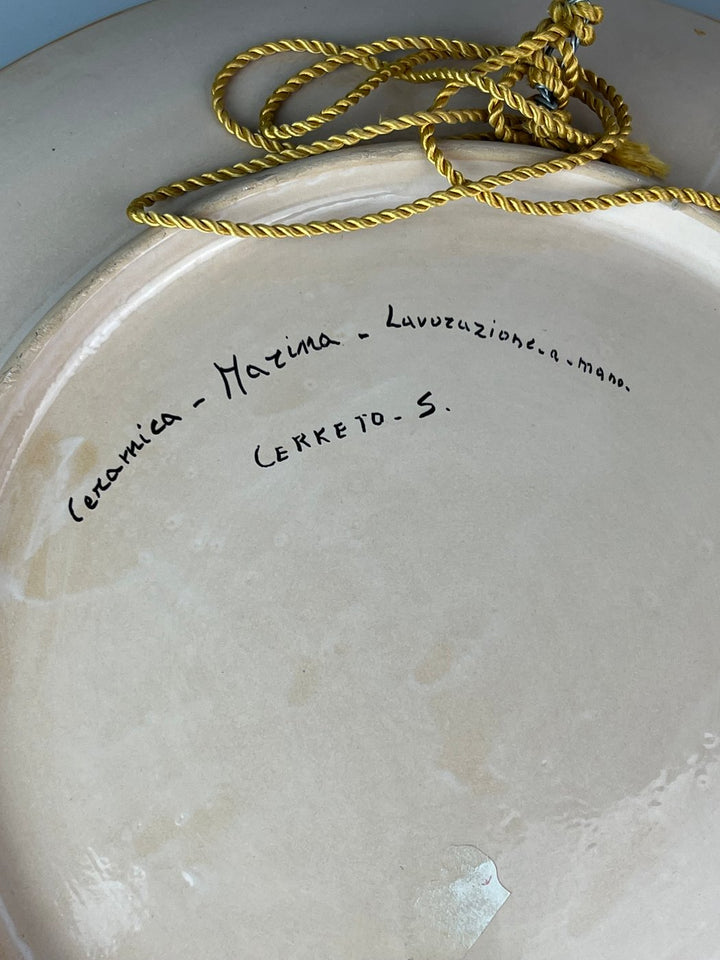 Ceramica - Marina - Lavorazione - a - mano.
CERRETO - S.